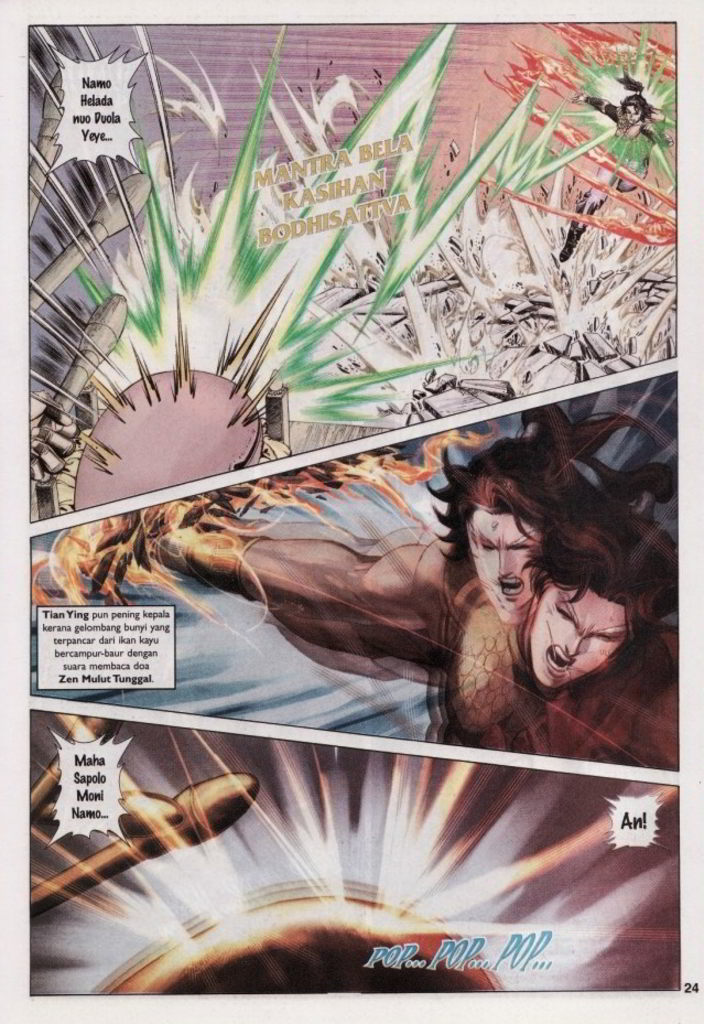 Namo
Helada
nuo Duola
Yeye...
MANTRA BELA
KASIHAN
BODHISATTVA
Tian Ying pun pening kepala
kerana gelombang bunyi yang
terpancar dari ikan kayu
bercampur-baur dengan
suara membaca doa
Zen Mulut Tunggal.
Maha
Sapolo
Moni
Namo...
An!
POP... POP... POP...
24